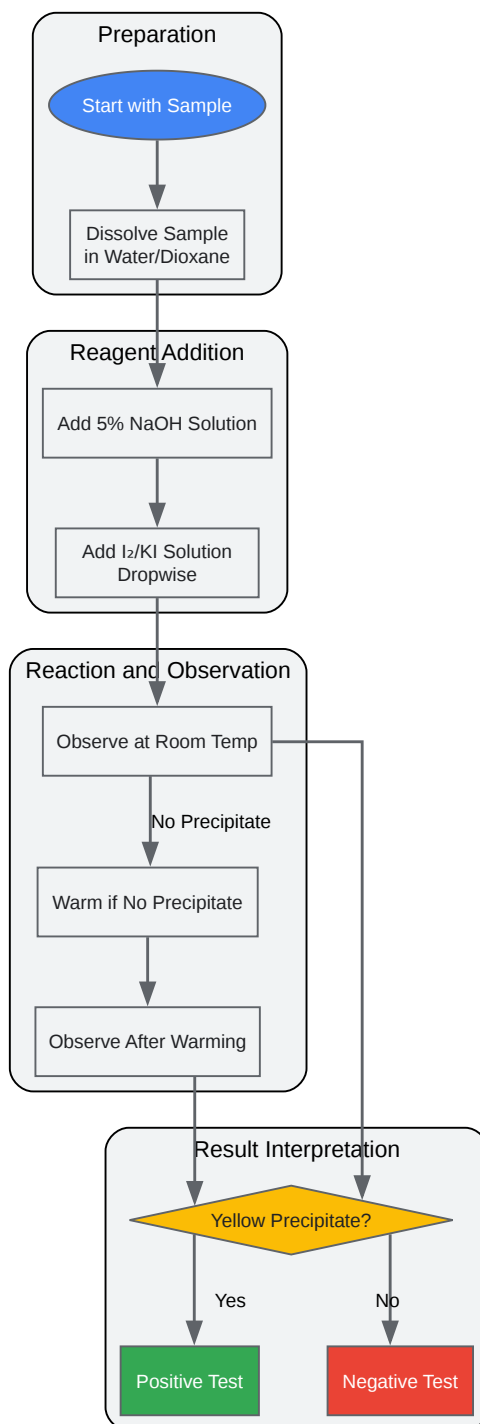 Preparation
Start with Sample
Dissolve Sample
in Water/Dioxane
Reagent Addition
Add 5% NaOH Solution
Add I₂/KI Solution
Dropwise
Reaction and Observation
Observe at Room Temp
No Precipitate
Warm if No Precipitate
Observe After Warming
Result Interpretation
Yellow Precipitate?
Yes
No
Positive Test
Negative Test